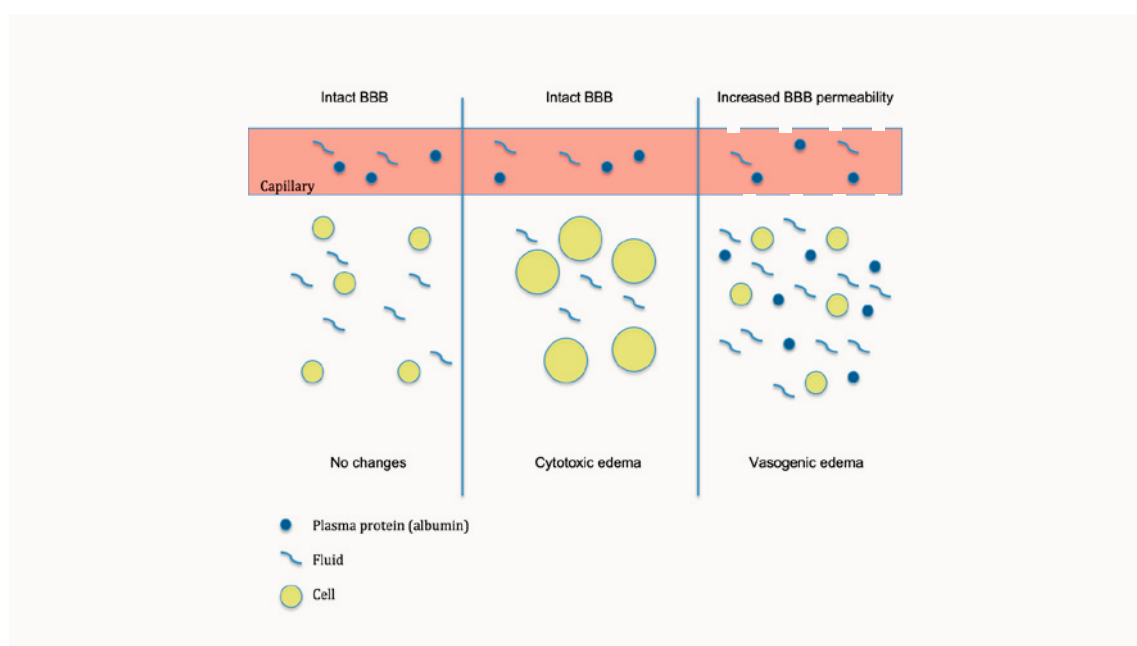 Intact BBB
Intact BBB
Increased BBB permeability
Capillary
No changes
Cytotoxic edema
Vasogenic edema
Plasma protein (albumin)
Fluid
Cell